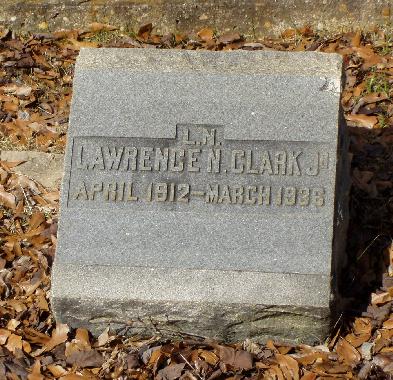 L.N.
LAWRENCE N. CLARK JR
APRIL 1912-MARCH 1936